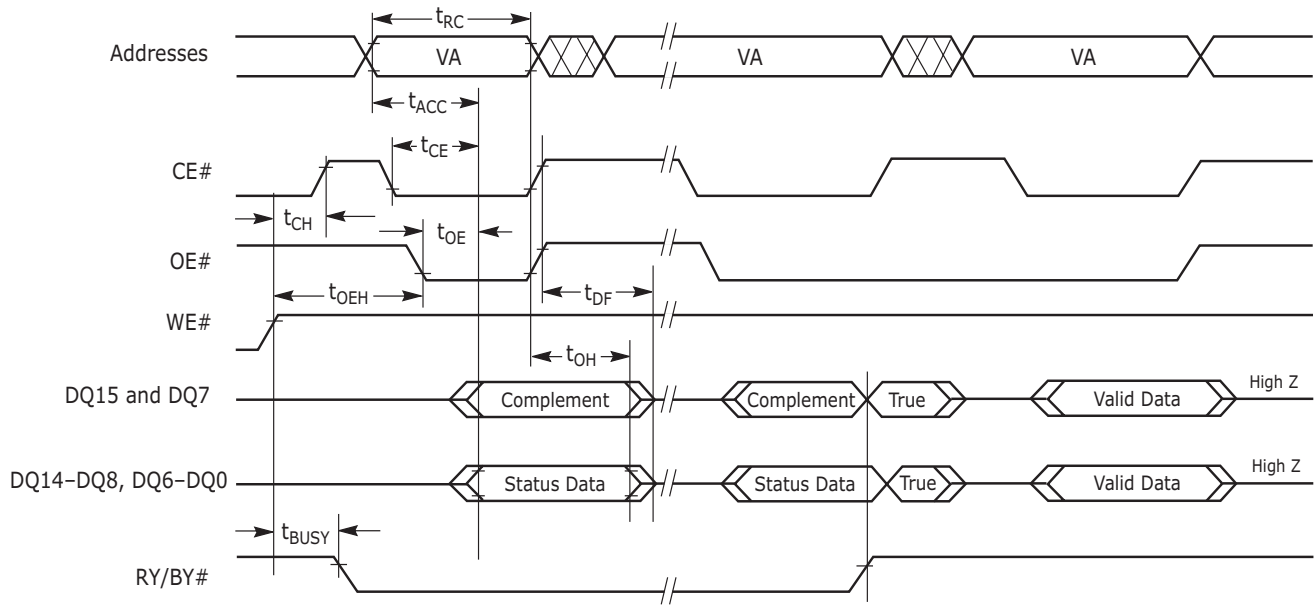 tRC
Addresses VA VA VA
tACC
tCE
CE#
tCH
tOE
OE#
tOEH tDF
WE#
tOH
DQ15 and DQ7 Complement Complement True Valid Data High Z
DQ14–DQ8, DQ6–DQ0 Status Data Status Data True Valid Data High Z
tBUSY
RY/BY#